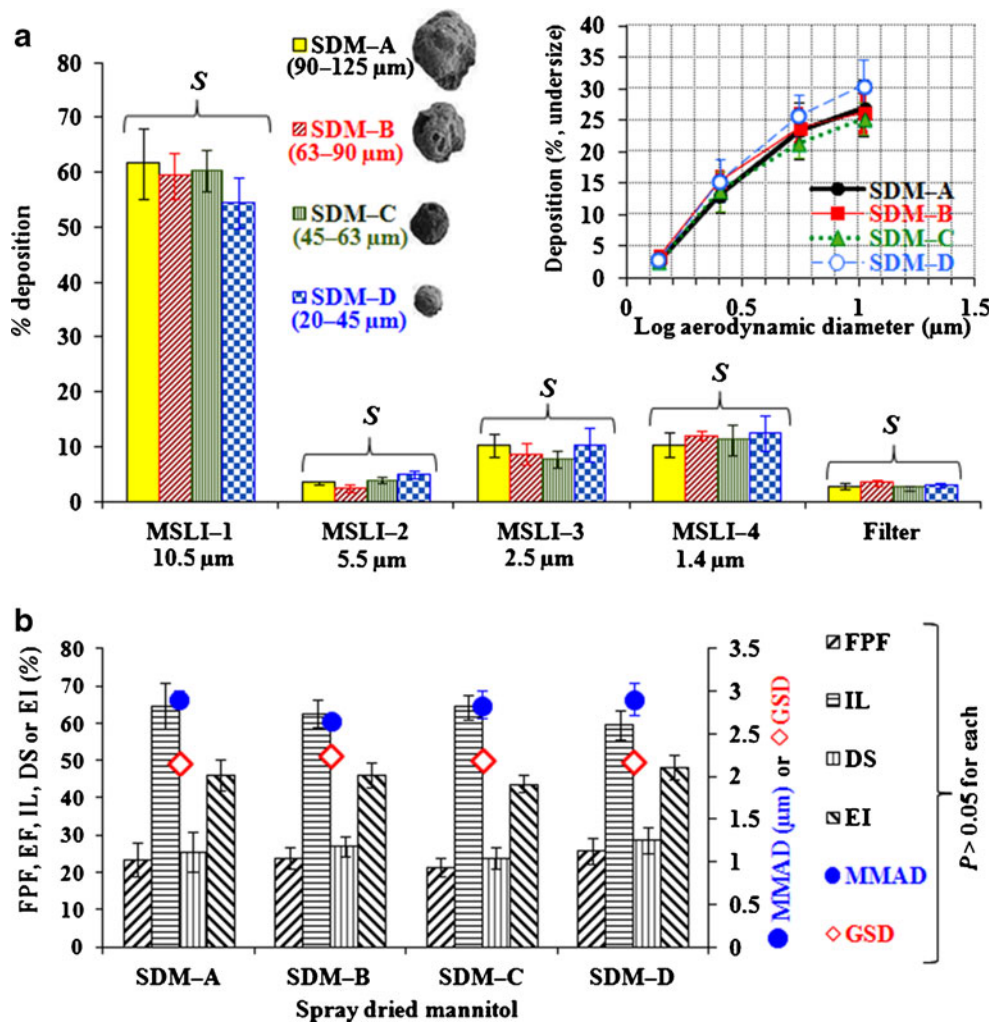 a
% deposition
80
70
60
50
40
30
20
10
0
S
S
S
S
S
SDM–A
(90–125 µm)
SDM–B
(63–90 µm)
SDM–C
(45–63 µm)
SDM–D
(20–45 µm)
MSLI–1
10.5 µm
MSLI–2
5.5 µm
MSLI–3
2.5 µm
MSLI–4
1.4 µm
Filter
Deposition (%, undersize)
40
35
30
25
20
15
10
5
0
SDM–A
SDM–B
SDM–C
SDM–D
0 0.5 1 1.5
Log aerodynamic diameter (µm)
b
FPF, EF, IL, DS or EI (%)
80
70
60
50
40
30
20
10
0
SDM–A SDM–B SDM–C SDM–D
Spray dried mannitol
3.5
3
2.5
2
1.5
1
0.5
0
MMAD (µm) or GSD
FPF
IL
DS
EI
MMAD
GSD
P > 0.05 for each